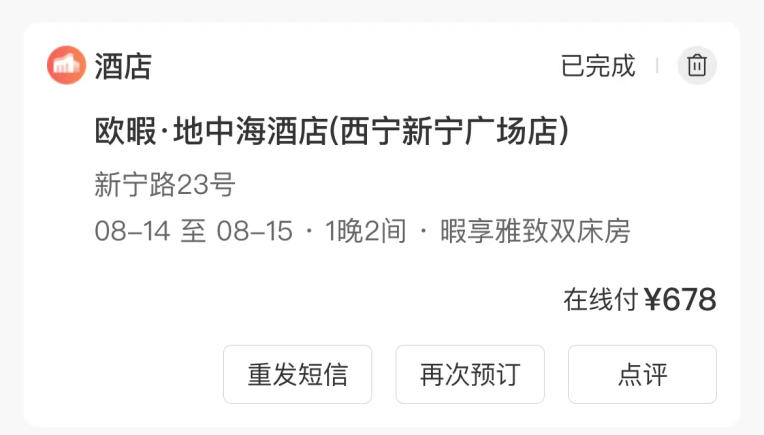 酒店 已完成
欧暇·地中海酒店(西宁新宁广场店)
新宁路23号
08-14 至 08-15 · 1晚2间 · 暇享雅致双床房
在线付 ¥678
重发短信 再次预订 点评